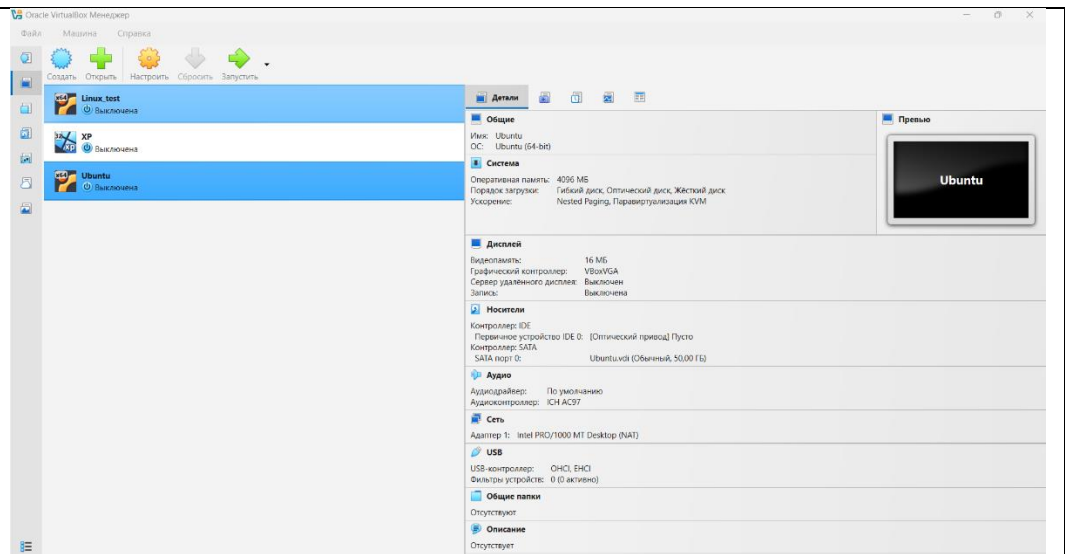 Oracle VirtualBox Менеджер
Файл Машина Справка
Создать Открыть Настроить Сбросить Запустить
Linux_test
Выключена
XP
Выключена
Ubuntu
Выключена
Детали
Общие
Имя: Ubuntu
ОС: Ubuntu (64-bit)
Превью
Ubuntu
Система
Оперативная память: 4096 МБ
Порядок загрузки: Гибкий диск, Оптический диск, Жёсткий диск
Ускорение: Nested Paging, Паравиртуализация KVM
Дисплей
Видеопамять: 16 МБ
Графический контроллер: VBoxVGA
Сервер удалённого дисплея: Выключен
Запись: Выключена
Носители
Контроллер: IDE
Первичное устройство IDE 0: [Оптический привод] Пусто
Контроллер: SATA
SATA порт 0: Ubuntu.vdi (Обычный, 50,00 ГБ)
Аудио
Аудиодрайвер: По умолчанию
Аудиоконтроллер: ICH AC97
Сеть
Адаптер 1: Intel PRO/1000 MT Desktop (NAT)
USB
USB-контроллер: OHCI, EHCI
Фильтры устройств: 0 (0 активно)
Общие папки
Отсутствуют
Описание
Отсутствует